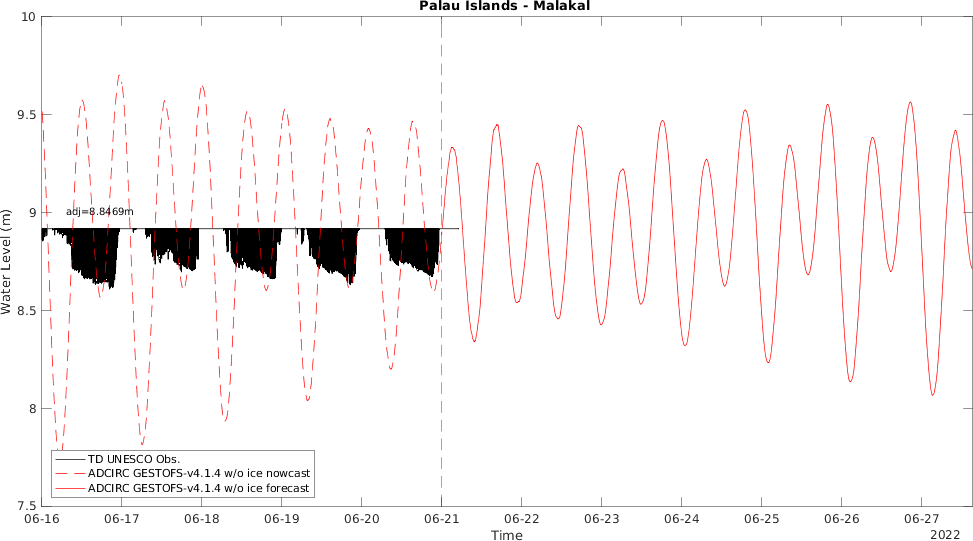 Palau Islands - Malakal
10
9.5
9
8.5
8
7.5
Water Level (m)
adj=8.8469m
TD UNESCO Obs.
ADCIRC GESTOFS-v4.1.4 w/o ice nowcast
ADCIRC GESTOFS-v4.1.4 w/o ice forecast
06-16 06-17 06-18 06-19 06-20 06-21 06-22 06-23 06-24 06-25 06-26 06-27
2022
Time